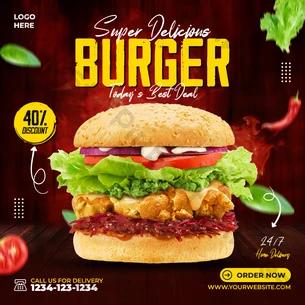 LOGO
HERE
Super Delicious
BURGER
Today's Best Deal
40%
DISCOUNT
24/7
Home Delivery
CALL US FOR DELIVERY
1234-123-1234
ORDER NOW
WWW.YOURWEBSITE.COM